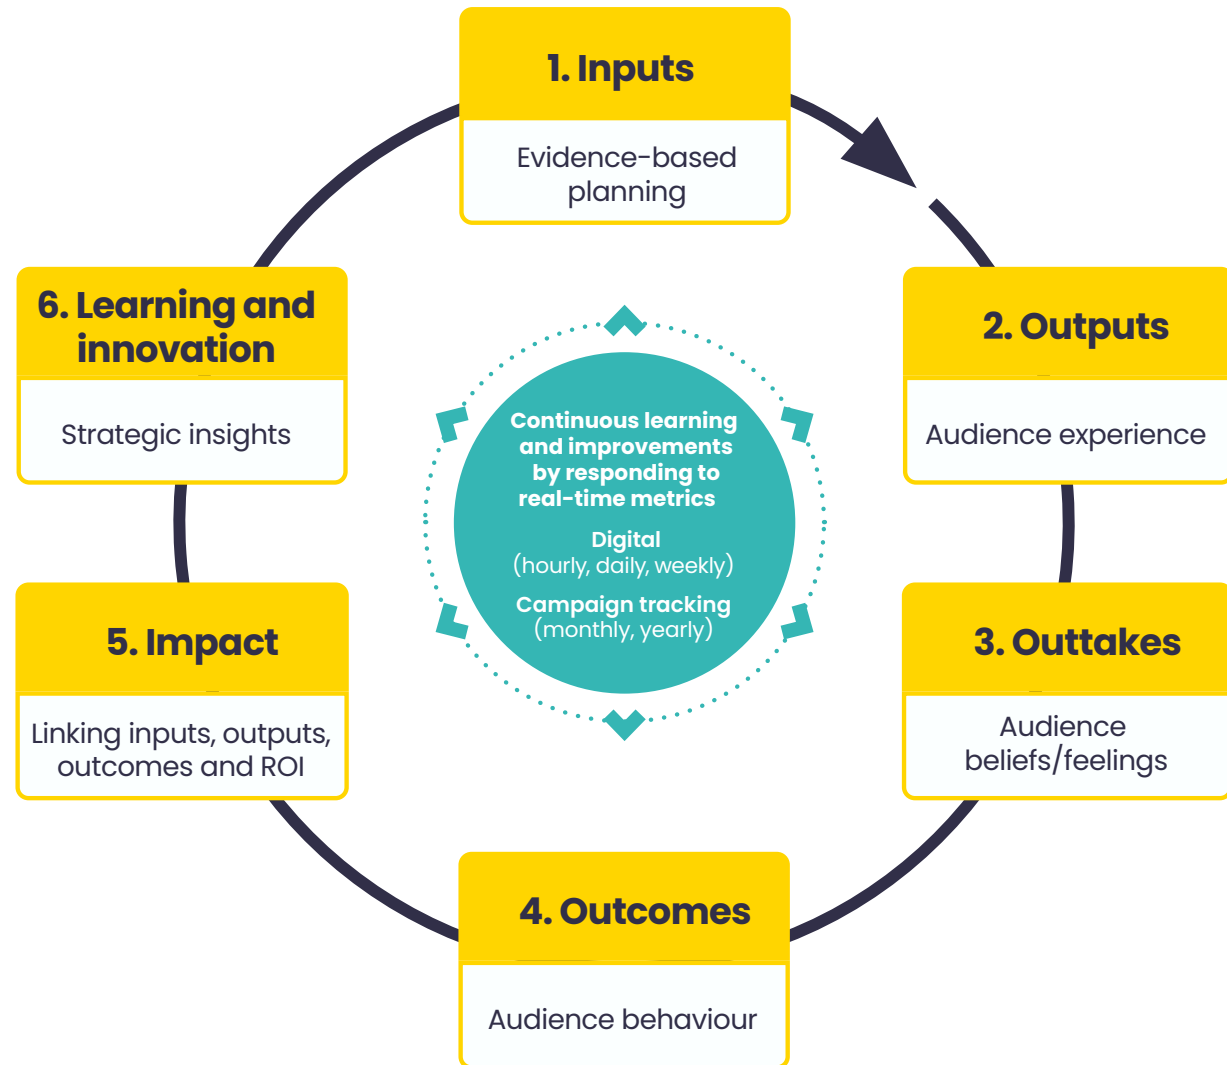 1. Inputs
Evidence-based
planning
2. Outputs
Audience experience
3. Outtakes
Audience
beliefs/feelings
4. Outcomes
Audience behaviour
5. Impact
Linking inputs, outputs,
outcomes and ROI
6. Learning and
innovation
Strategic insights
Continuous learning
and improvements
by responding to
real-time metrics
Digital
(hourly, daily, weekly)
Campaign tracking
(monthly, yearly)